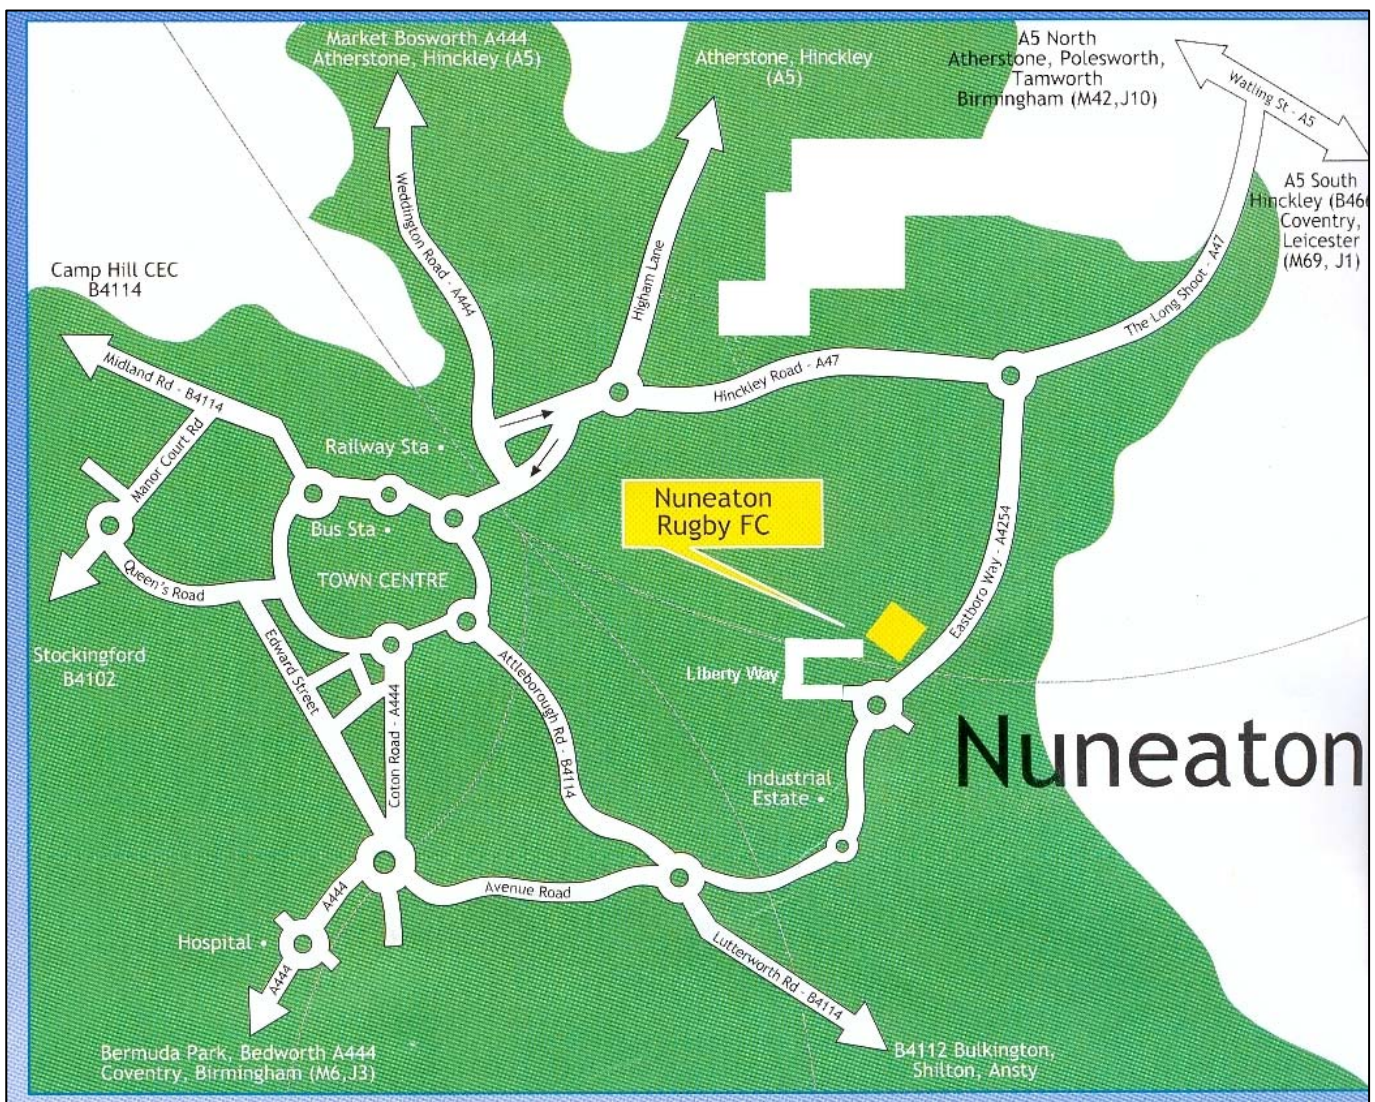 Market Bosworth A444
Atherstone, Hinckley (A5)
Atherstone, Hinckley
(A5)
A5 North
Atherstone, Polesworth,
Tamworth
Birmingham (M42,J10)
Watling St - A5
A5 South
Hinckley (B466
Coventry,
Leicester
(M69, J1)
Camp Hill CEC
B4114
Weddington Road - A444
Higham Lane
The Long Shoot - A47
Midland Rd - B4114
Hinckley Road - A47
Manor Court Rd
Railway Sta
Bus Sta
Nuneaton
Rugby FC
TOWN CENTRE
Queen's Road
Eastboro Way - A4254
Stockingford
B4102
Edward Street
Attleborough Rd - B4114
Liberty Way
Coton Road - A444
Nuneaton
Industrial
Estate
Avenue Road
A444
Hospital
A444
Lutterworth Rd - B4114
Bermuda Park, Bedworth A444
Coventry, Birmingham (M6,J3)
B4112 Bulkington,
Shilton, Ansty